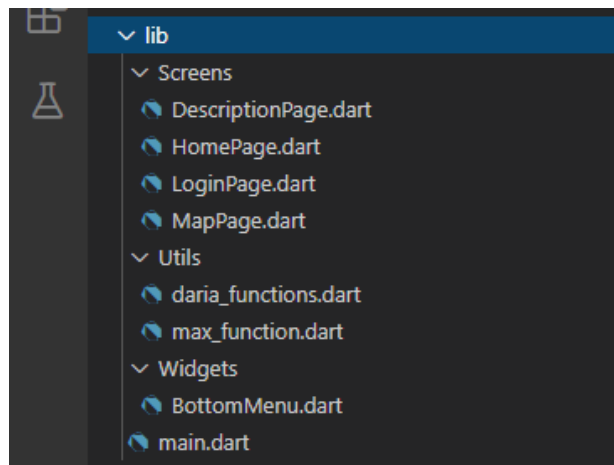 lib
Screens
DescriptionPage.dart
HomePage.dart
LoginPage.dart
MapPage.dart
Utils
daria_functions.dart
max_function.dart
Widgets
BottomMenu.dart
main.dart